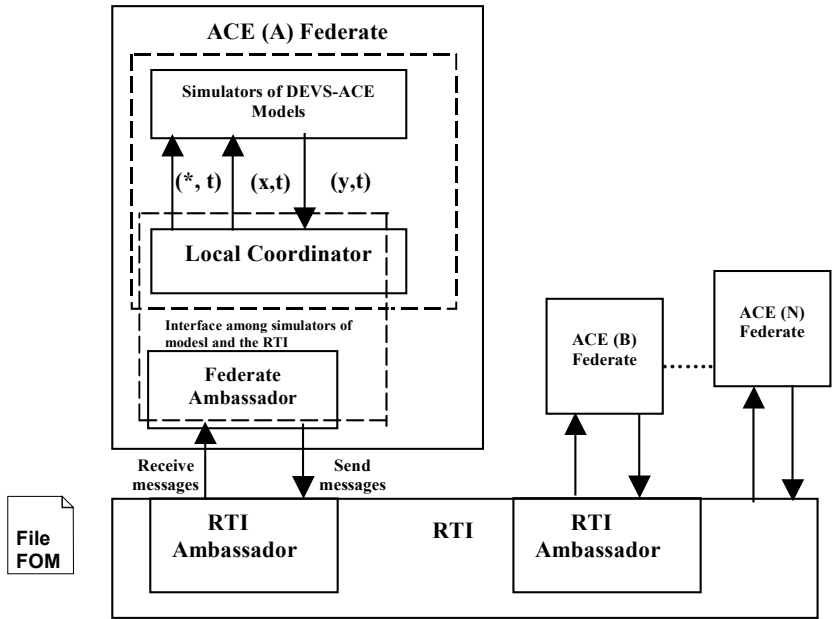 ACE (A) Federate
Simulators of DEVS-ACE
Models
(*, t)
(x,t)
(y,t)
Local Coordinator
Interface among simulators of
modesl and the RTI
Federate
Ambassador
ACE (B)
Federate
ACE (N)
Federate
Receive
messages
Send
messages
File
FOM
RTI
Ambassador
RTI
RTI
Ambassador